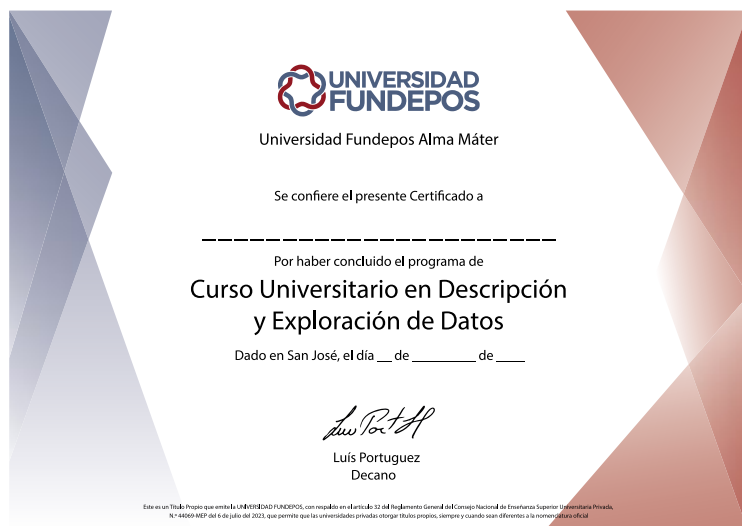 UNIVERSIDAD
FUNDEPOS
Universidad Fundepos Alma Máter
Se confiere el presente Certificado a
_ _ _ _ _ _ _ _ _ _ _ _ _ _ _ _ _ _ _ _ _ _
Por haber concluido el programa de
Curso Universitario en Descripción
y Exploración de Datos
Dado en San José, el día __ de _________ de ____
Luís Portuguez
Decano
Este es un Título Propio que emite la UNIVERSIDAD FUNDEPOS, con respaldo en el artículo 32 del Reglamento General del Consejo Nacional de Enseñanza Superior Universitaria Privada,
N.º 44069-MEP del 6 de julio del 2023, que permite que las universidades privadas otorgar títulos propios, siempre y cuando sean diferentes a la nomenclatura oficial